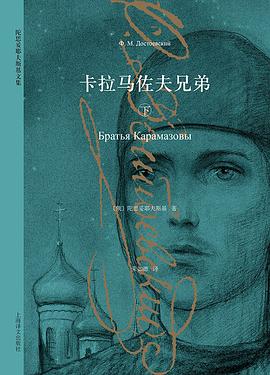 陀思妥耶夫斯基文集
Ф. М. Достоевский
卡拉马佐夫兄弟
下
Братья Карамазовы
〔俄〕陀思妥耶夫斯基 著
译
上海译文出版社